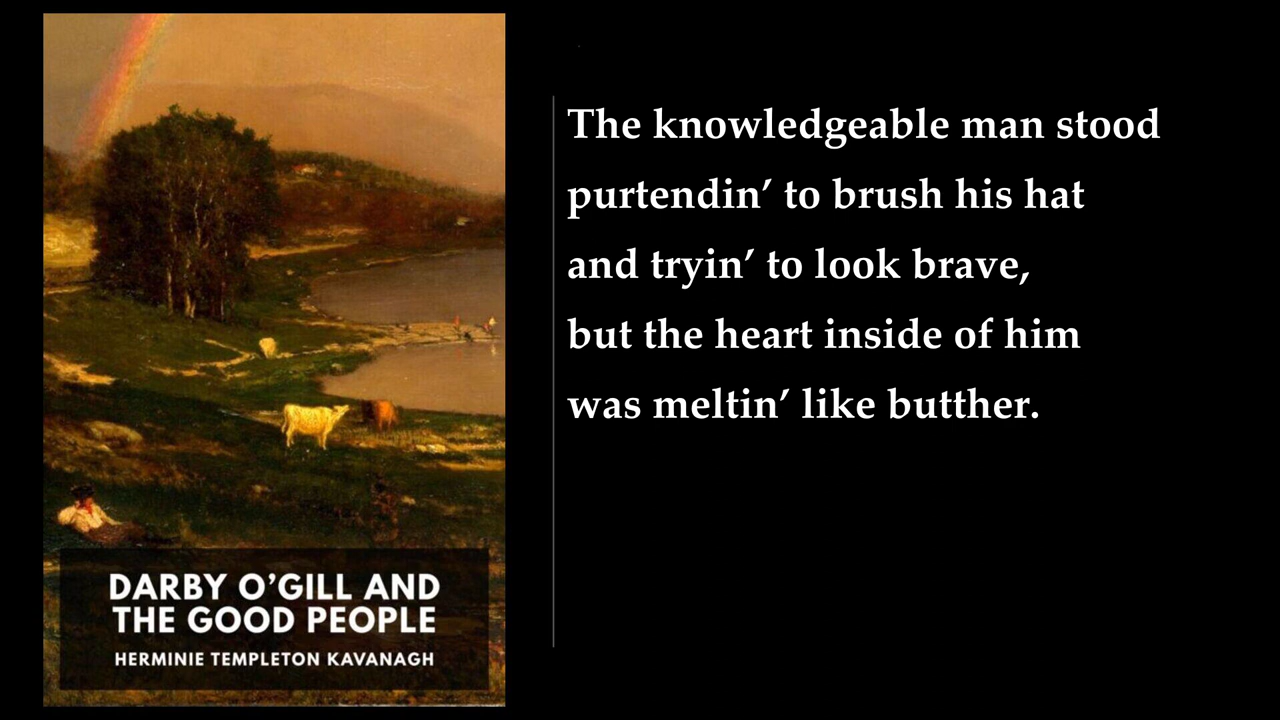 DARBY O’GILL AND
THE GOOD PEOPLE
HERMINIE TEMPLETON KAVANAGH
The knowledgeable man stood
purtendin’ to brush his hat
and tryin’ to look brave,
but the heart inside of him
was meltin’ like butther.